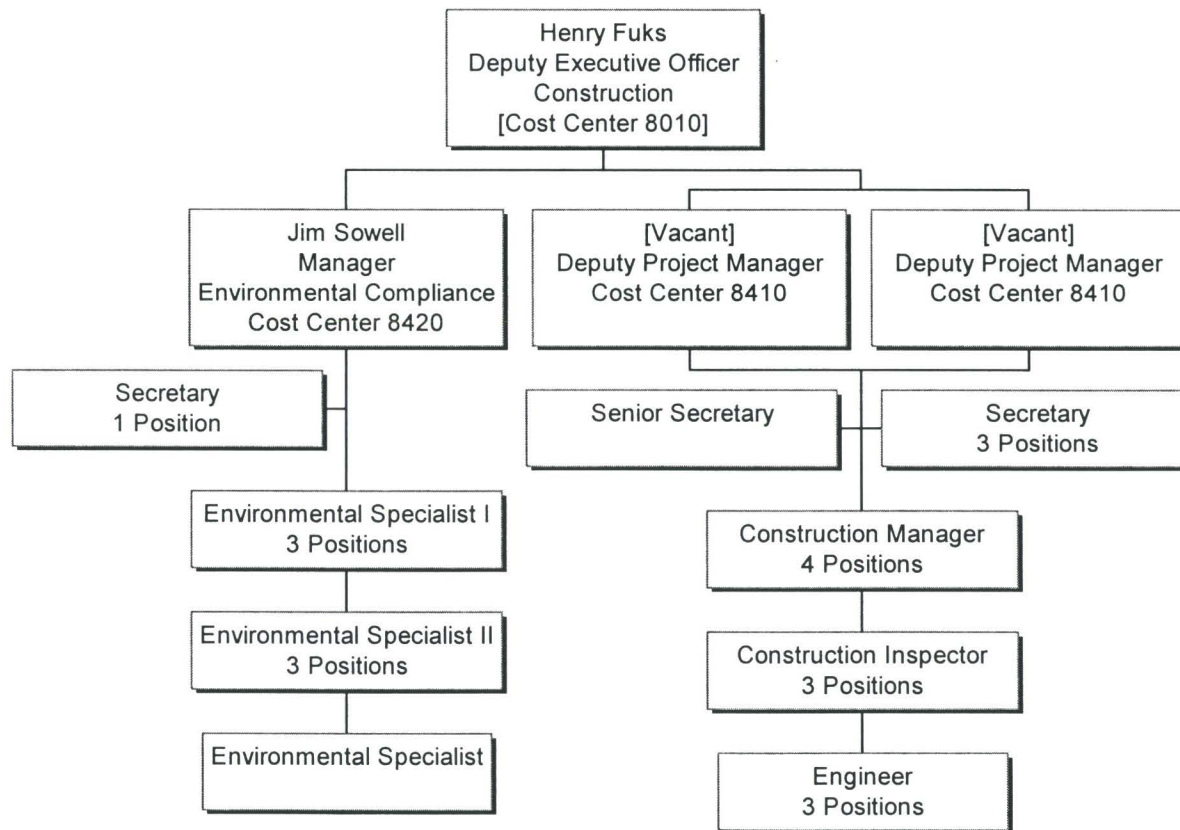 Henry Fuks
Deputy Executive Officer
Construction
[Cost Center 8010]
Jim Sowell
Manager
Environmental Compliance
Cost Center 8420
[Vacant]
Deputy Project Manager
Cost Center 8410
[Vacant]
Deputy Project Manager
Cost Center 8410
Secretary
1 Position
Senior Secretary
Secretary
3 Positions
Environmental Specialist I
3 Positions
Construction Manager
4 Positions
Environmental Specialist II
3 Positions
Construction Inspector
3 Positions
Environmental Specialist
Engineer
3 Positions